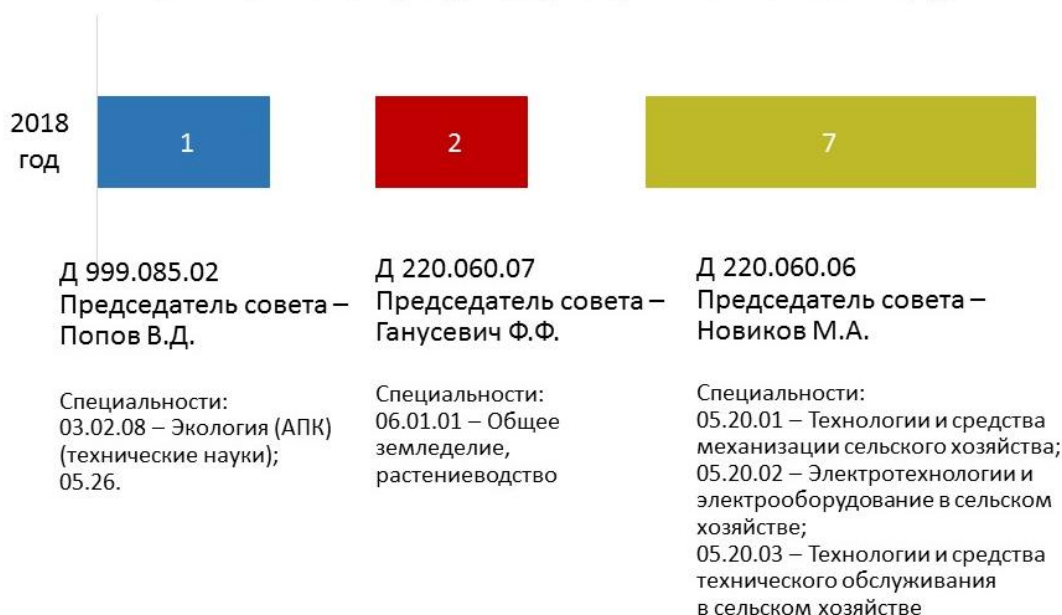 2018
год
1
2
7
Д 999.085.02
Председатель совета –
Попов В.Д.
Специальности:
03.02.08 – Экология (АПК)
(технические науки);
05.26.
Д 220.060.07
Председатель совета –
Ганусевич Ф.Ф.
Специальности:
06.01.01 – Общее
земледелие,
растениеводство
Д 220.060.06
Председатель совета –
Новиков М.А.
Специальности:
05.20.01 – Технологии и средства
механизации сельского хозяйства;
05.20.02 – Электротехнологии и
электрооборудование в сельском
хозяйстве;
05.20.03 – Технологии и средства
технического обслуживания
в сельском хозяйстве